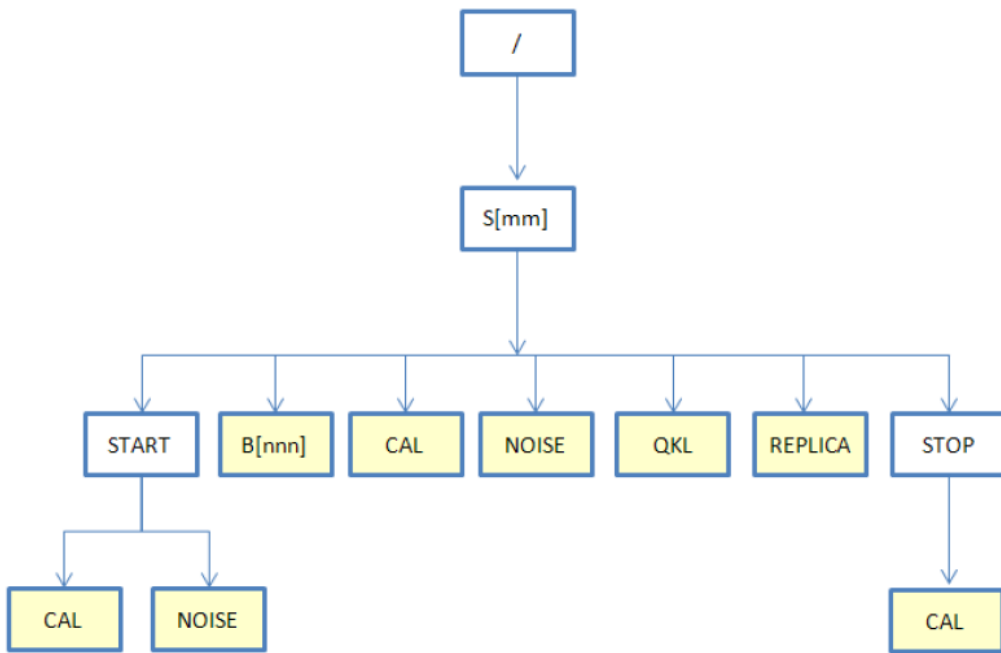 /
S[mm]
START
B[nnn]
CAL
NOISE
QKL
REPLICA
STOP
CAL
NOISE
CAL